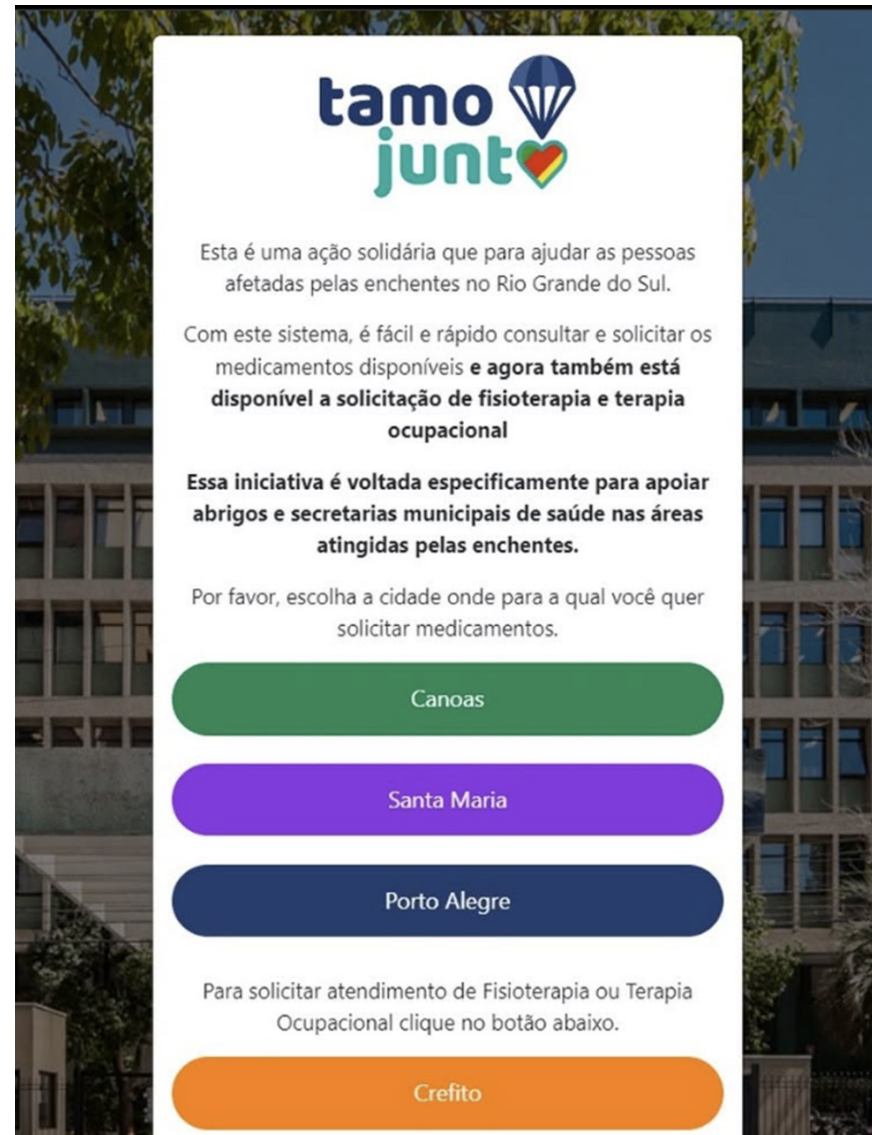 tamo
junto
Esta é uma ação solidária que para ajudar as pessoas
afetadas pelas enchentes no Rio Grande do Sul.
Com este sistema, é fácil e rápido consultar e solicitar os
medicamentos disponíveis e agora também está
disponível a solicitação de fisioterapia e terapia
ocupacional
Essa iniciativa é voltada especificamente para apoiar
abrigos e secretarias municipais de saúde nas áreas
atingidas pelas enchentes.
Por favor, escolha a cidade onde para a qual você quer
solicitar medicamentos.
Canoas
Santa Maria
Porto Alegre
Para solicitar atendimento de Fisioterapia ou Terapia
Ocupacional clique no botão abaixo.
Crefito